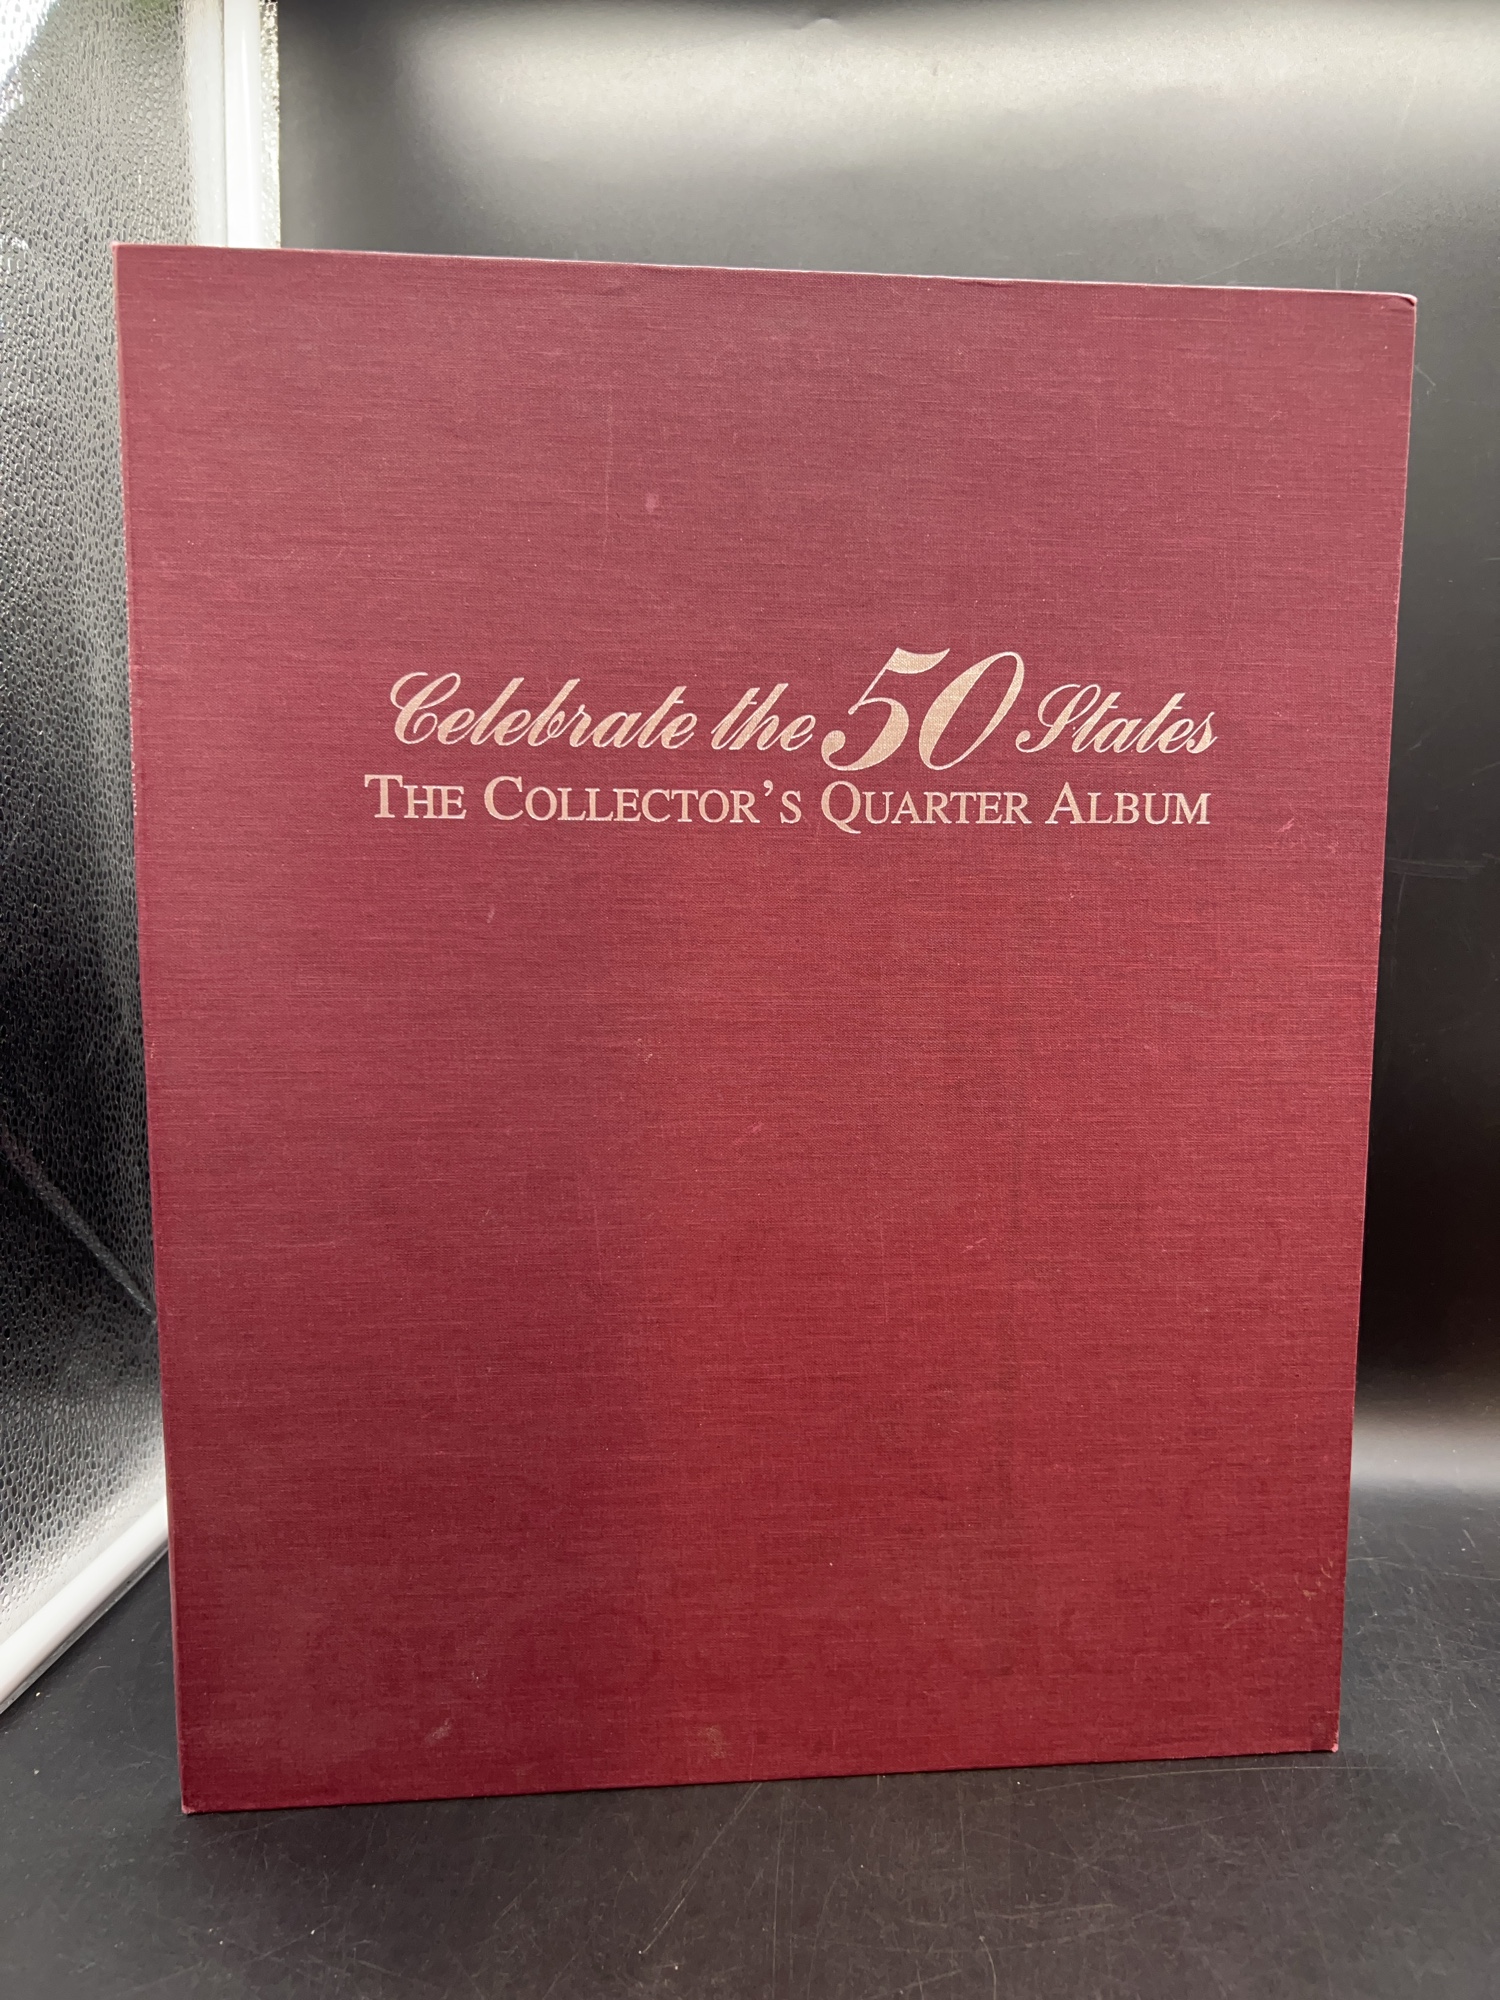 Celebrate the 50 States
THE COLLECTOR'S QUARTER ALBUM